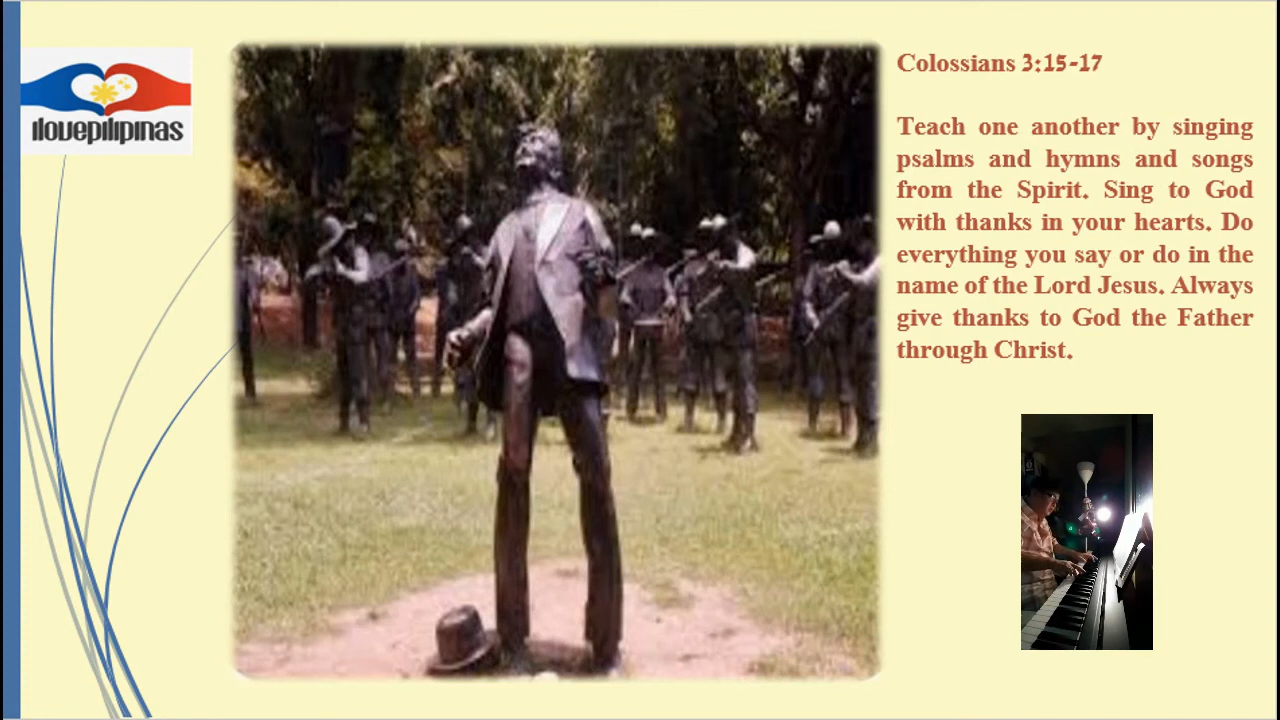 ilovepilipinas
Colossians 3:15-17
Teach one another by singing
psalms and hymns and songs
from the Spirit. Sing to God
with thanks in your hearts. Do
everything you say or do in the
name of the Lord Jesus. Always
give thanks to God the Father
through Christ.